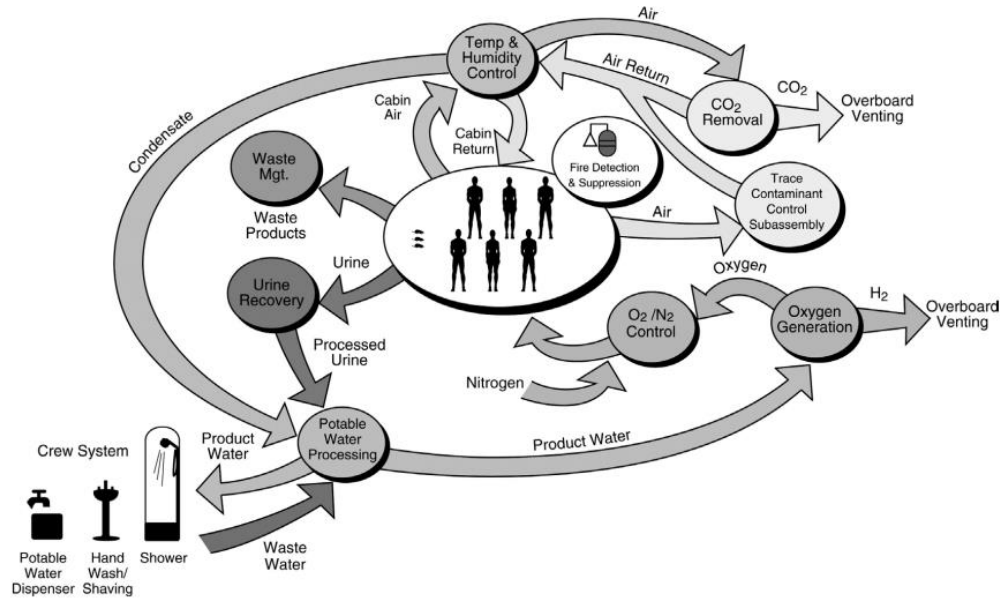 Air
Temp &
Humidity
Control
Air Return
CO2
CO2
Removal
Overboard
Venting
Cabin
Air
Cabin
Return
Condensate
Waste
Mgt.
Waste
Products
Fire Detection
& Suppression
Trace
Contaminant
Control
Subassembly
Air
Urine
Urine
Recovery
Oxygen
O2 /N2
Control
Oxygen
Generation
H2
Overboard
Venting
Processed
Urine
Nitrogen
Product Water
Potable
Water
Processing
Product
Water
Crew System
Waste
Water
Potable
Water
Dispenser
Hand
Wash/
Shaving
Shower